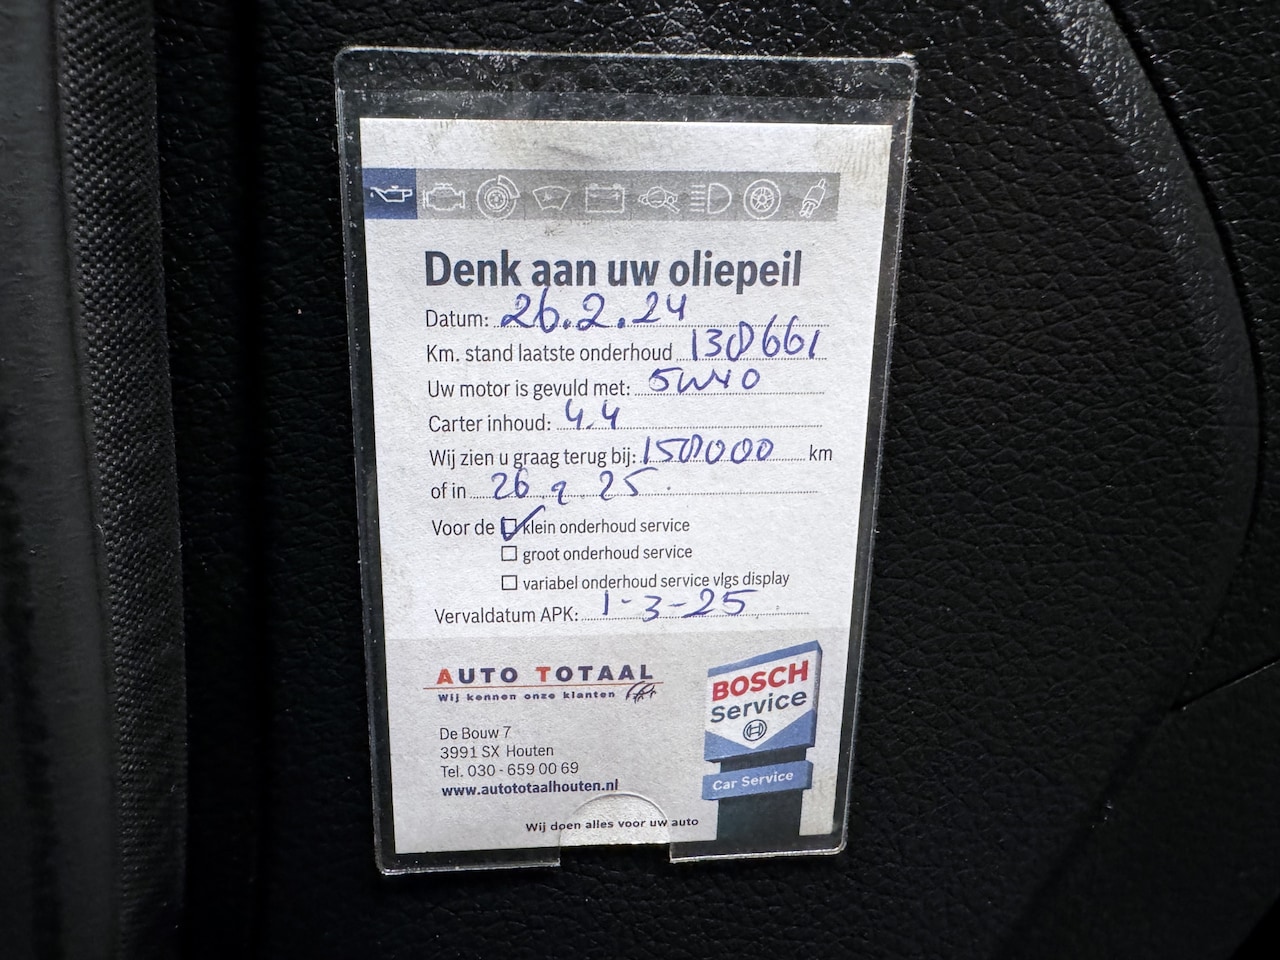 Denk aan uw oliepeil
Datum: 26.2.24
Km. stand laatste onderhoud 130661
Uw motor is gevuld met: 5W40
Carter inhoud: 4.4
Wij zien u graag terug bij: 150000 km
of in 26.2.25
Voor de klein onderhoud service
groot onderhoud service
variabel onderhoud service vlgs display
Vervaldatum APK: 1-3-25
AUTO TOTAAL
Wij kennen onze klanten
De Bouw 7
3991 SX Houten
Tel. 030 - 659 00 69
www.autototaalhouten.nl
Wij doen alles voor uw auto
BOSCH
Service
Car Service